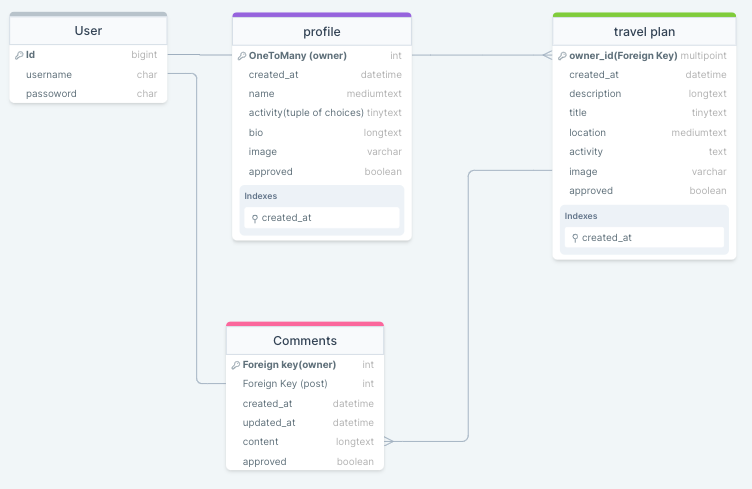 User
Id bigint
username char
passoword char
profile
OneToMany (owner) int
created_at datetime
name mediumtext
activity(tuple of choices) tinytext
bio longtext
image varchar
approved boolean
Indexes
created_at
travel plan
owner_id(Foreign Key) multipoint
created_at datetime
description longtext
title tinytext
location mediumtext
activity text
image varchar
approved boolean
Indexes
created_at
Comments
Foreign key(owner) int
Foreign Key (post) int
created_at datetime
updated_at datetime
content longtext
approved boolean